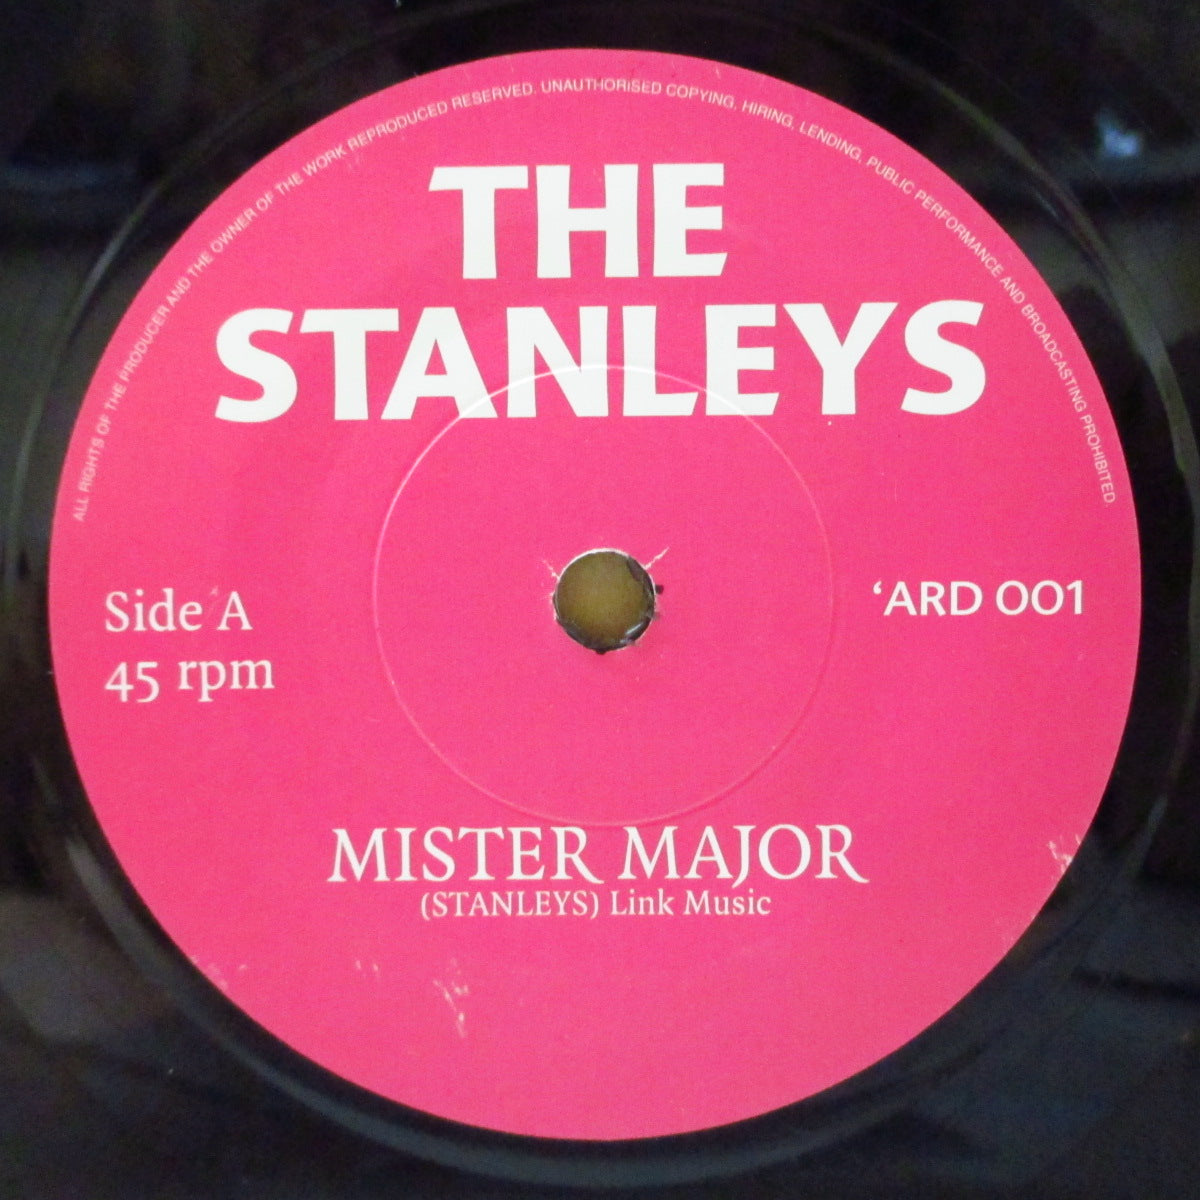 ALL RIGHTS OF THE PRODUCER AND THE OWNER OF THE WORK REPRODUCED RESERVED. UNAUTHORISED COPYING, HIRING, LENDING, PUBLIC PERFORMANCE AND BROADCASTING PROHIBITED.
THE
STANLEYS
Side A
45 rpm
‘ARD 001
MISTER MAJOR
(STANLEYS) Link Music